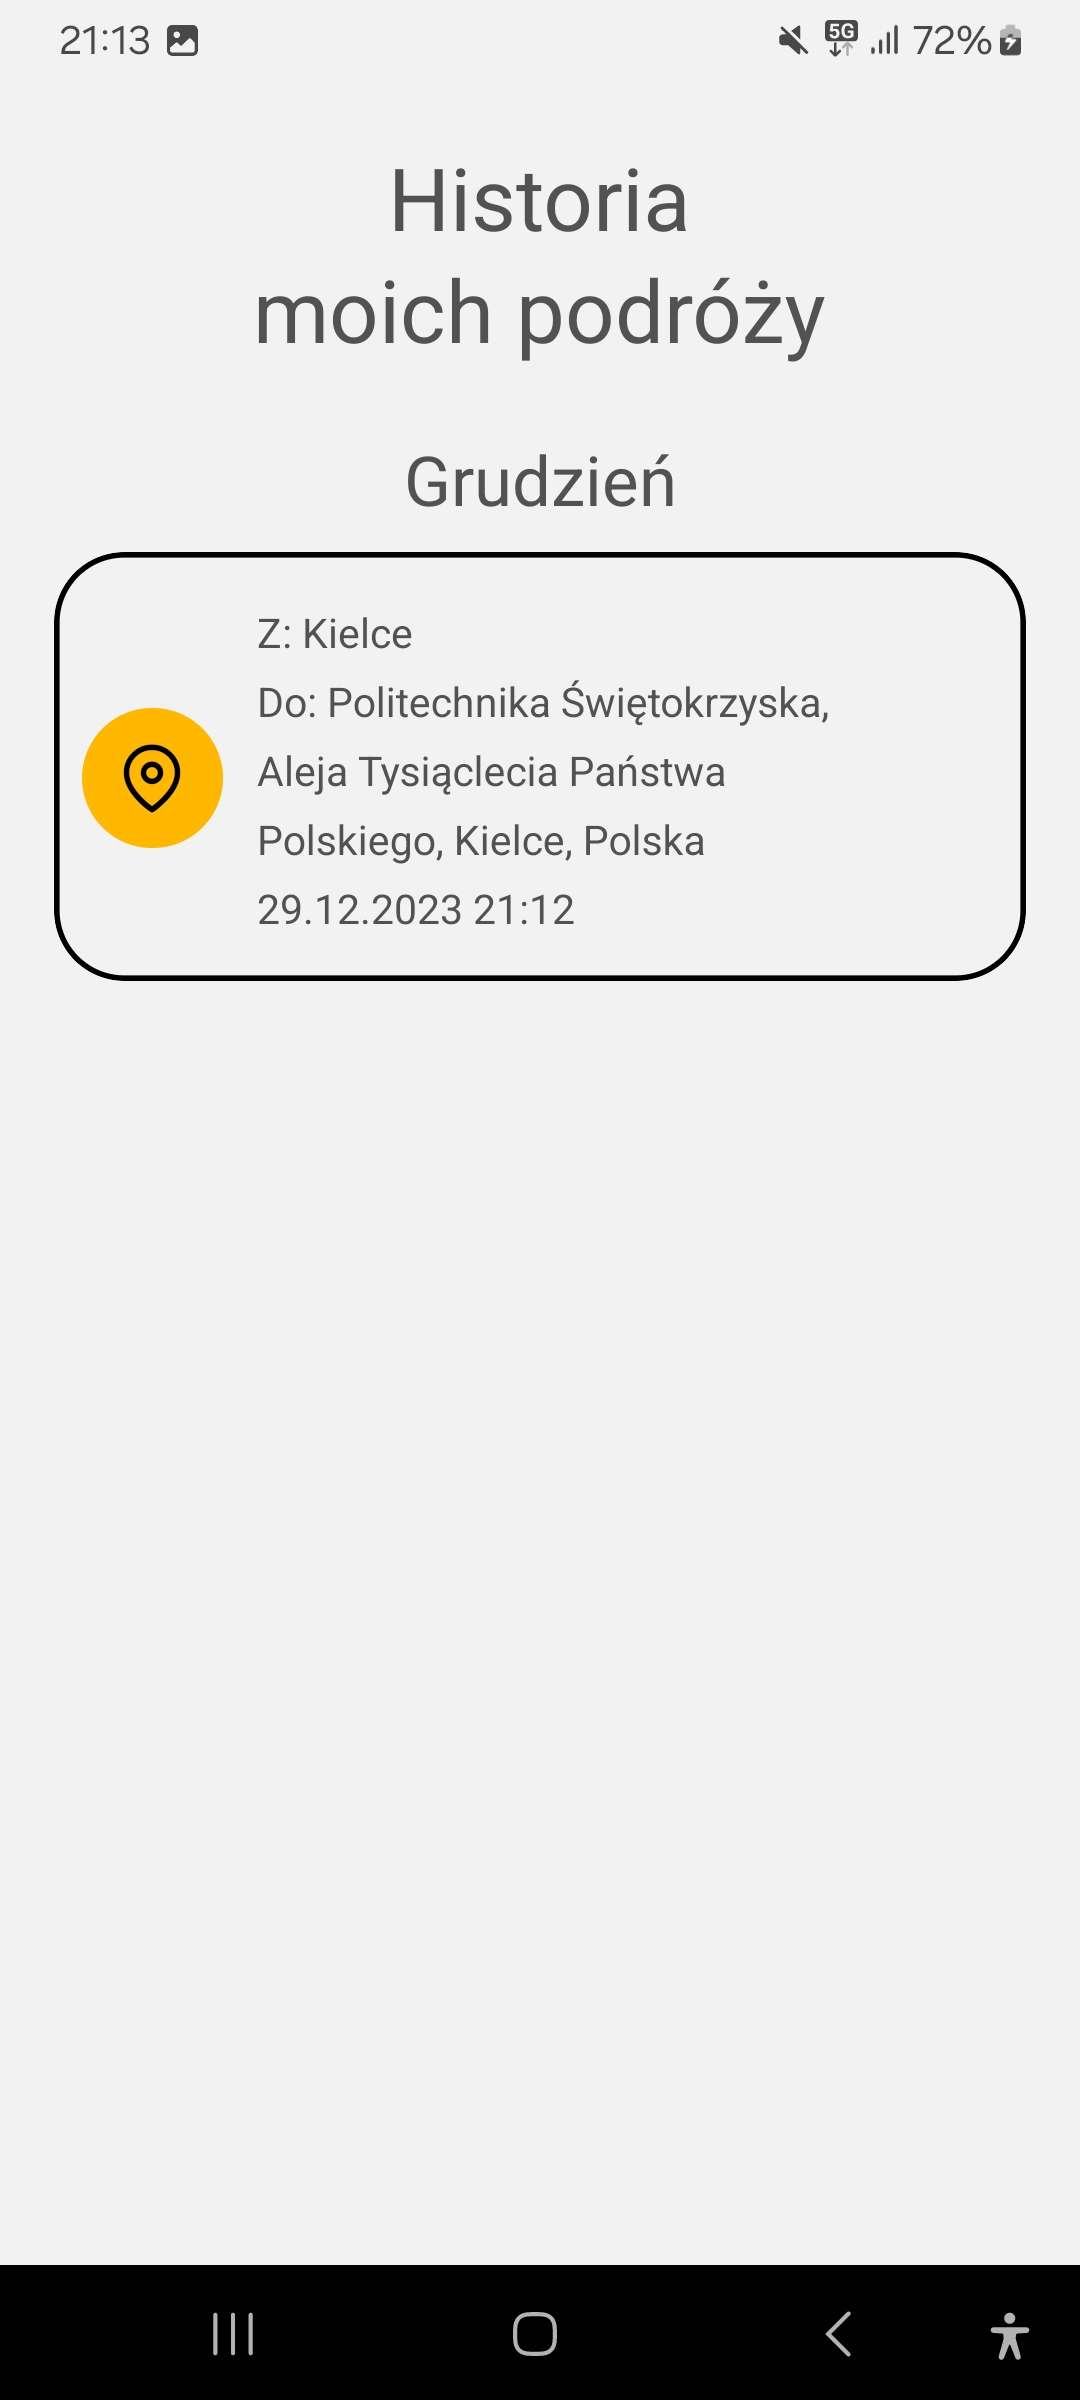 21:13 5G 72%
Historia
moich podróży
Grudzień
Z: Kielce
Do: Politechnika Świętokrzyska,
Aleja Tysiąclecia Państwa
Polskiego, Kielce, Polska
29.12.2023 21:12